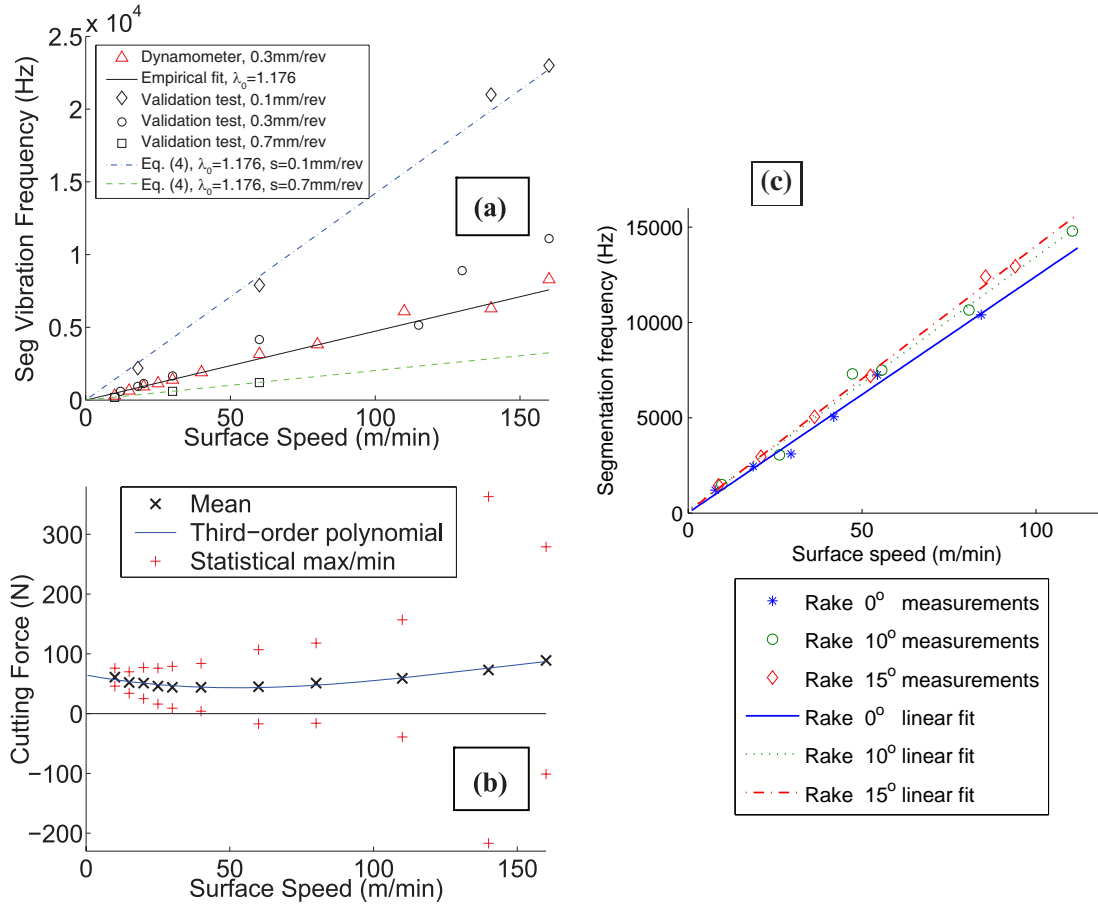 x 10⁴
2.5
2
1.5
1
0.5
0
Seg Vibration Frequency (Hz)
Dynamometer, 0.3mm/rev
Empirical fit, λ₀=1.176
Validation test, 0.1mm/rev
Validation test, 0.3mm/rev
Validation test, 0.7mm/rev
Eq. (4), λ₀=1.176, s=0.1mm/rev
Eq. (4), λ₀=1.176, s=0.7mm/rev
(a)
0 50 100 150
Surface Speed (m/min)
Mean
Third−order polynomial
Statistical max/min
300
200
100
0
−100
−200
Cutting Force (N)
(b)
0 50 100 150
Surface Speed (m/min)
(c)
15000
10000
5000
0
Segmentation frequency (Hz)
0 50 100
Surface speed (m/min)
Rake 0° measurements
Rake 10° measurements
Rake 15° measurements
Rake 0° linear fit
Rake 10° linear fit
Rake 15° linear fit